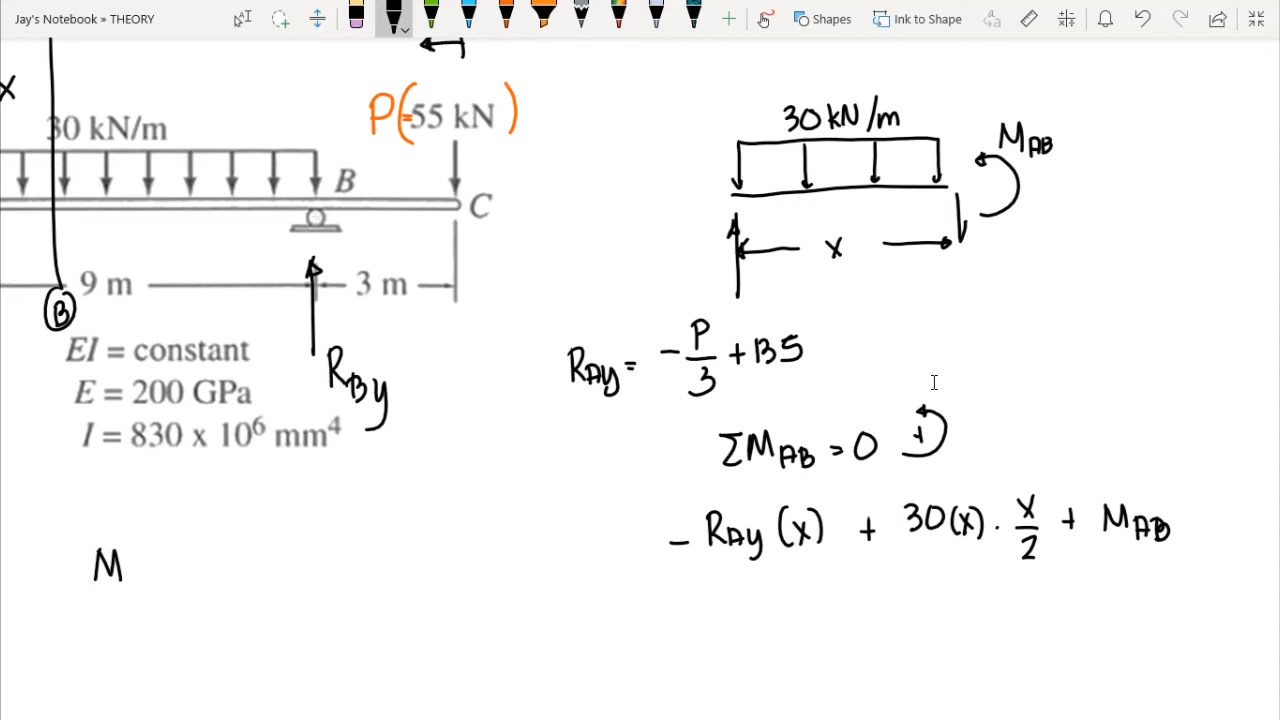 Jay's Notebook » THEORY
Shapes
Ink to Shape
X
30 kN/m
P(=55 kN)
B
C
9 m
3 m
B
RBy
EI = constant
E = 200 GPa
I = 830 x 10⁶ mm⁴
M
30 kN/m
MAB
x
RAy = -P/3 + 135
ΣMAB = 0 +
- RAy (x) + 30(x) · x/2 + MAB